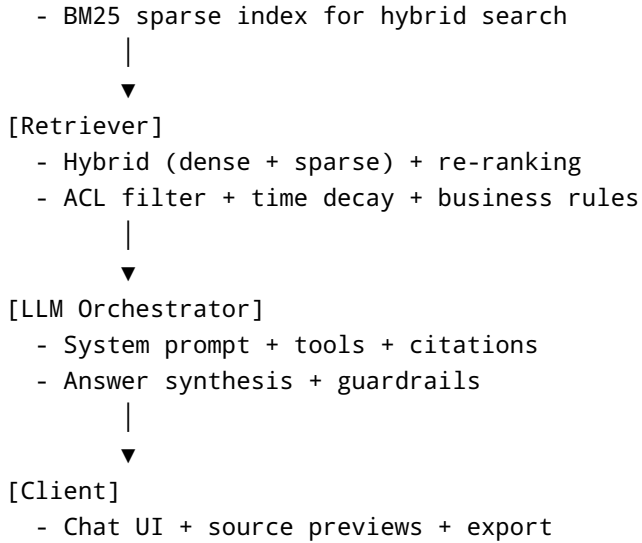 - BM25 sparse index for hybrid search
│
▼
[Retriever]
- Hybrid (dense + sparse) + re-ranking
- ACL filter + time decay + business rules
│
▼
[LLM Orchestrator]
- System prompt + tools + citations
- Answer synthesis + guardrails
│
▼
[Client]
- Chat UI + source previews + export